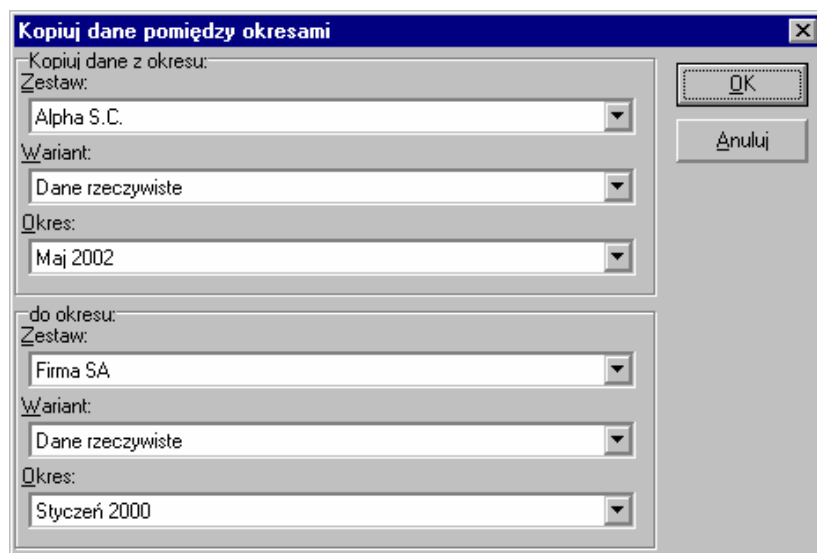 Kopiuj dane pomiędzy okresami
Kopiuj dane z okresu:
Zestaw:
Alpha S.C.
Wariant:
Dane rzeczywiste
Okres:
Maj 2002
OK
Anuluj
do okresu:
Zestaw:
Firma SA
Wariant:
Dane rzeczywiste
Okres:
Styczeń 2000